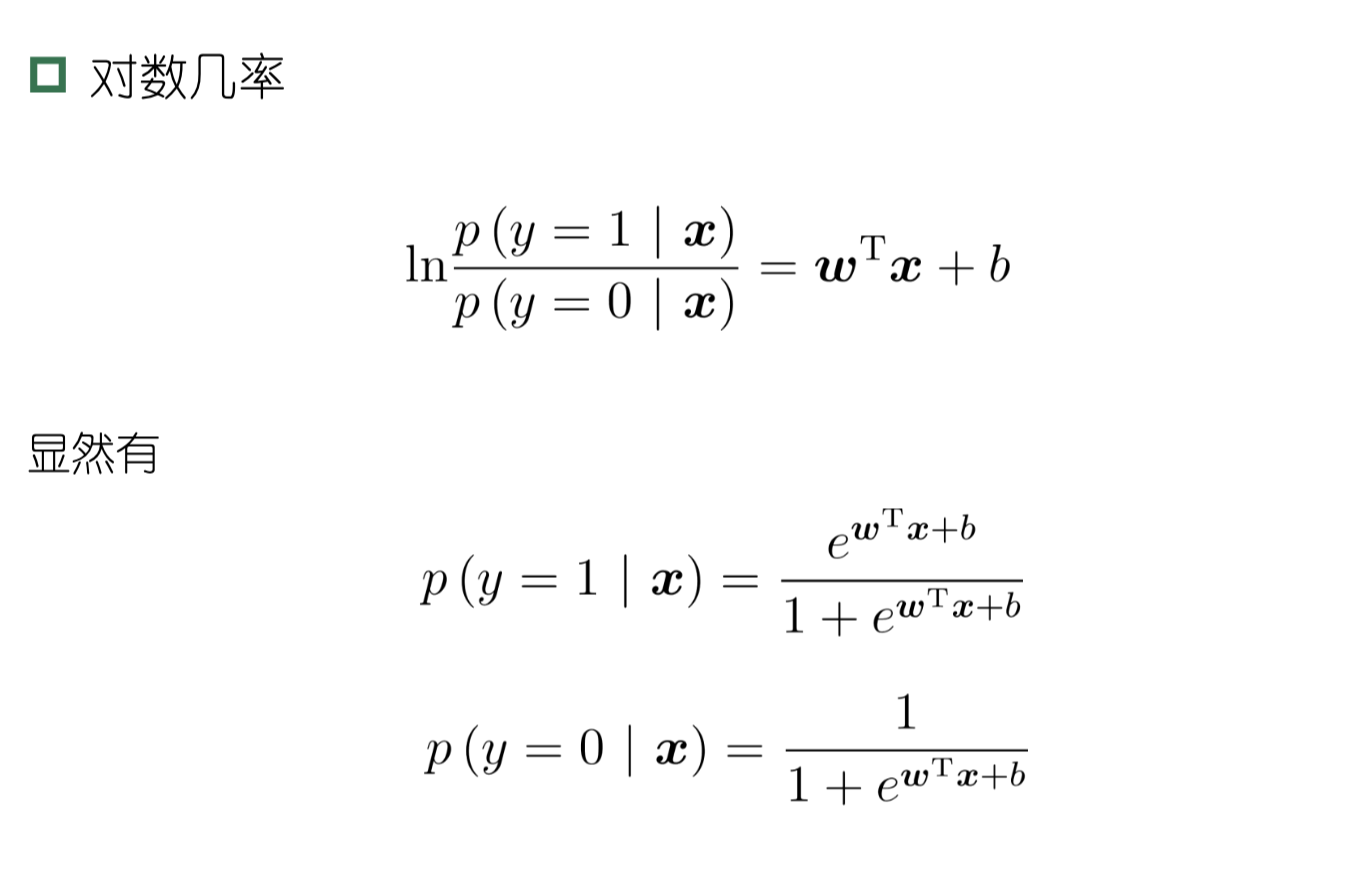 对数几率
ln p(y = 1 | x) / p(y = 0 | x) = wᵀx + b
显然有
p(y = 1 | x) = e^(wᵀx+b) / (1 + e^(wᵀx+b))
p(y = 0 | x) = 1 / (1 + e^(wᵀx+b))